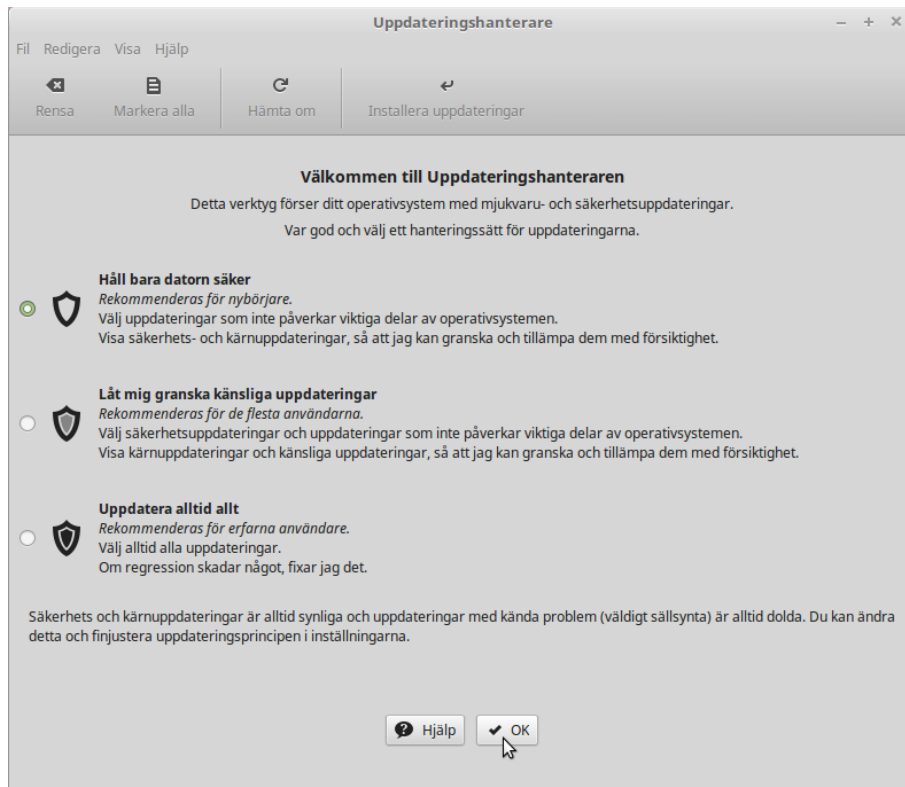 Uppdateringshanterare
Fil Redigera Visa Hjälp
Rensa Markera alla Hämta om Installera uppdateringar
Välkommen till Uppdateringshanteraren
Detta verktyg förser ditt operativsystem med mjukvaru- och säkerhetsuppdateringar.
Var god och välj ett hanteringssätt för uppdateringarna.
Håll bara datorn säker
Rekommenderas för nybörjare.
Välj uppdateringar som inte påverkar viktiga delar av operativsystemen.
Visa säkerhets- och kärnuppdateringar, så att jag kan granska och tillämpa dem med försiktighet.
Låt mig granska känsliga uppdateringar
Rekommenderas för de flesta användarna.
Välj säkerhetsuppdateringar och uppdateringar som inte påverkar viktiga delar av operativsystemen.
Visa kärnuppdateringar och känsliga uppdateringar, så att jag kan granska och tillämpa dem med försiktighet.
Uppdatera alltid allt
Rekommenderas för erfarna användare.
Välj alltid alla uppdateringar.
Om regression skadar något, fixar jag det.
Säkerhets och kärnuppdateringar är alltid synliga och uppdateringar med kända problem (väldigt sällsynta) är alltid dolda. Du kan ändra
detta och finjustera uppdateringsprincipen i inställningarna.
Hjälp OK